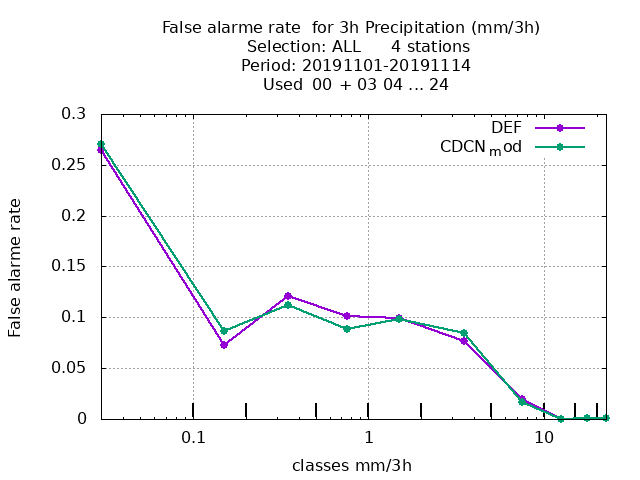 False alarme rate  for 3h Precipitation (mm/3h)
Selection: ALL      4 stations
Period: 20191101-20191114
Used  00  + 03 04 ... 24
0.3
DEF
CDCNmod
0.25
0.2
0.15
0.1
0.05
0
False alarme rate
0.1 1 10
classes mm/3h